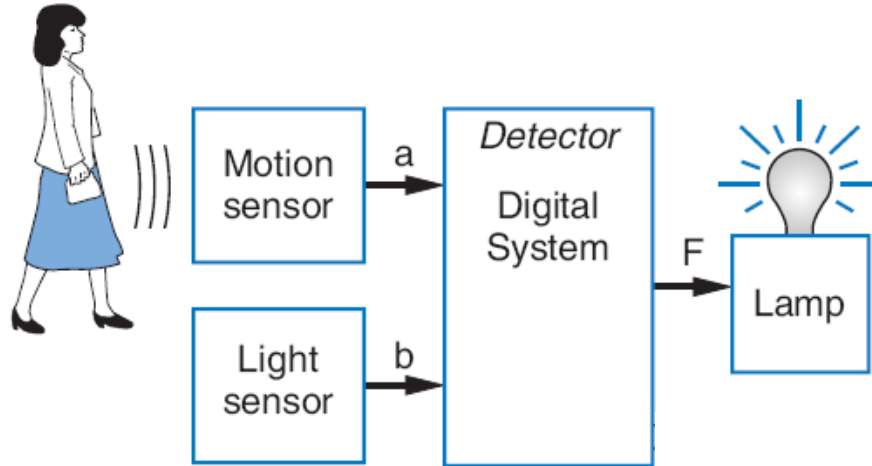 Motion
sensor
a
Detector
Digital
System
F
Lamp
Light
sensor
b